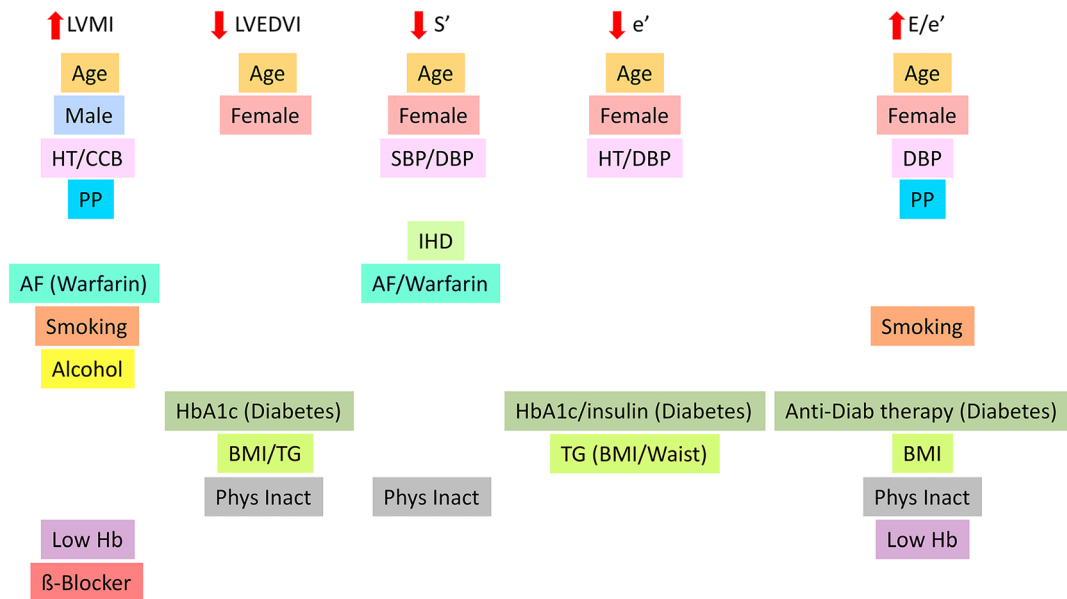 LVMI LVEDVI S’ e’ E/e’
Age Age Age Age Age
Male Female Female Female Female
HT/CCB SBP/DBP HT/DBP DBP
PP PP
IHD
AF (Warfarin) AF/Warfarin
Smoking Smoking
Alcohol
HbA1c (Diabetes) HbA1c/insulin (Diabetes) Anti-Diab therapy (Diabetes)
BMI/TG TG (BMI/Waist) BMI
Phys Inact Phys Inact Phys Inact
Low Hb Low Hb
ß-Blocker